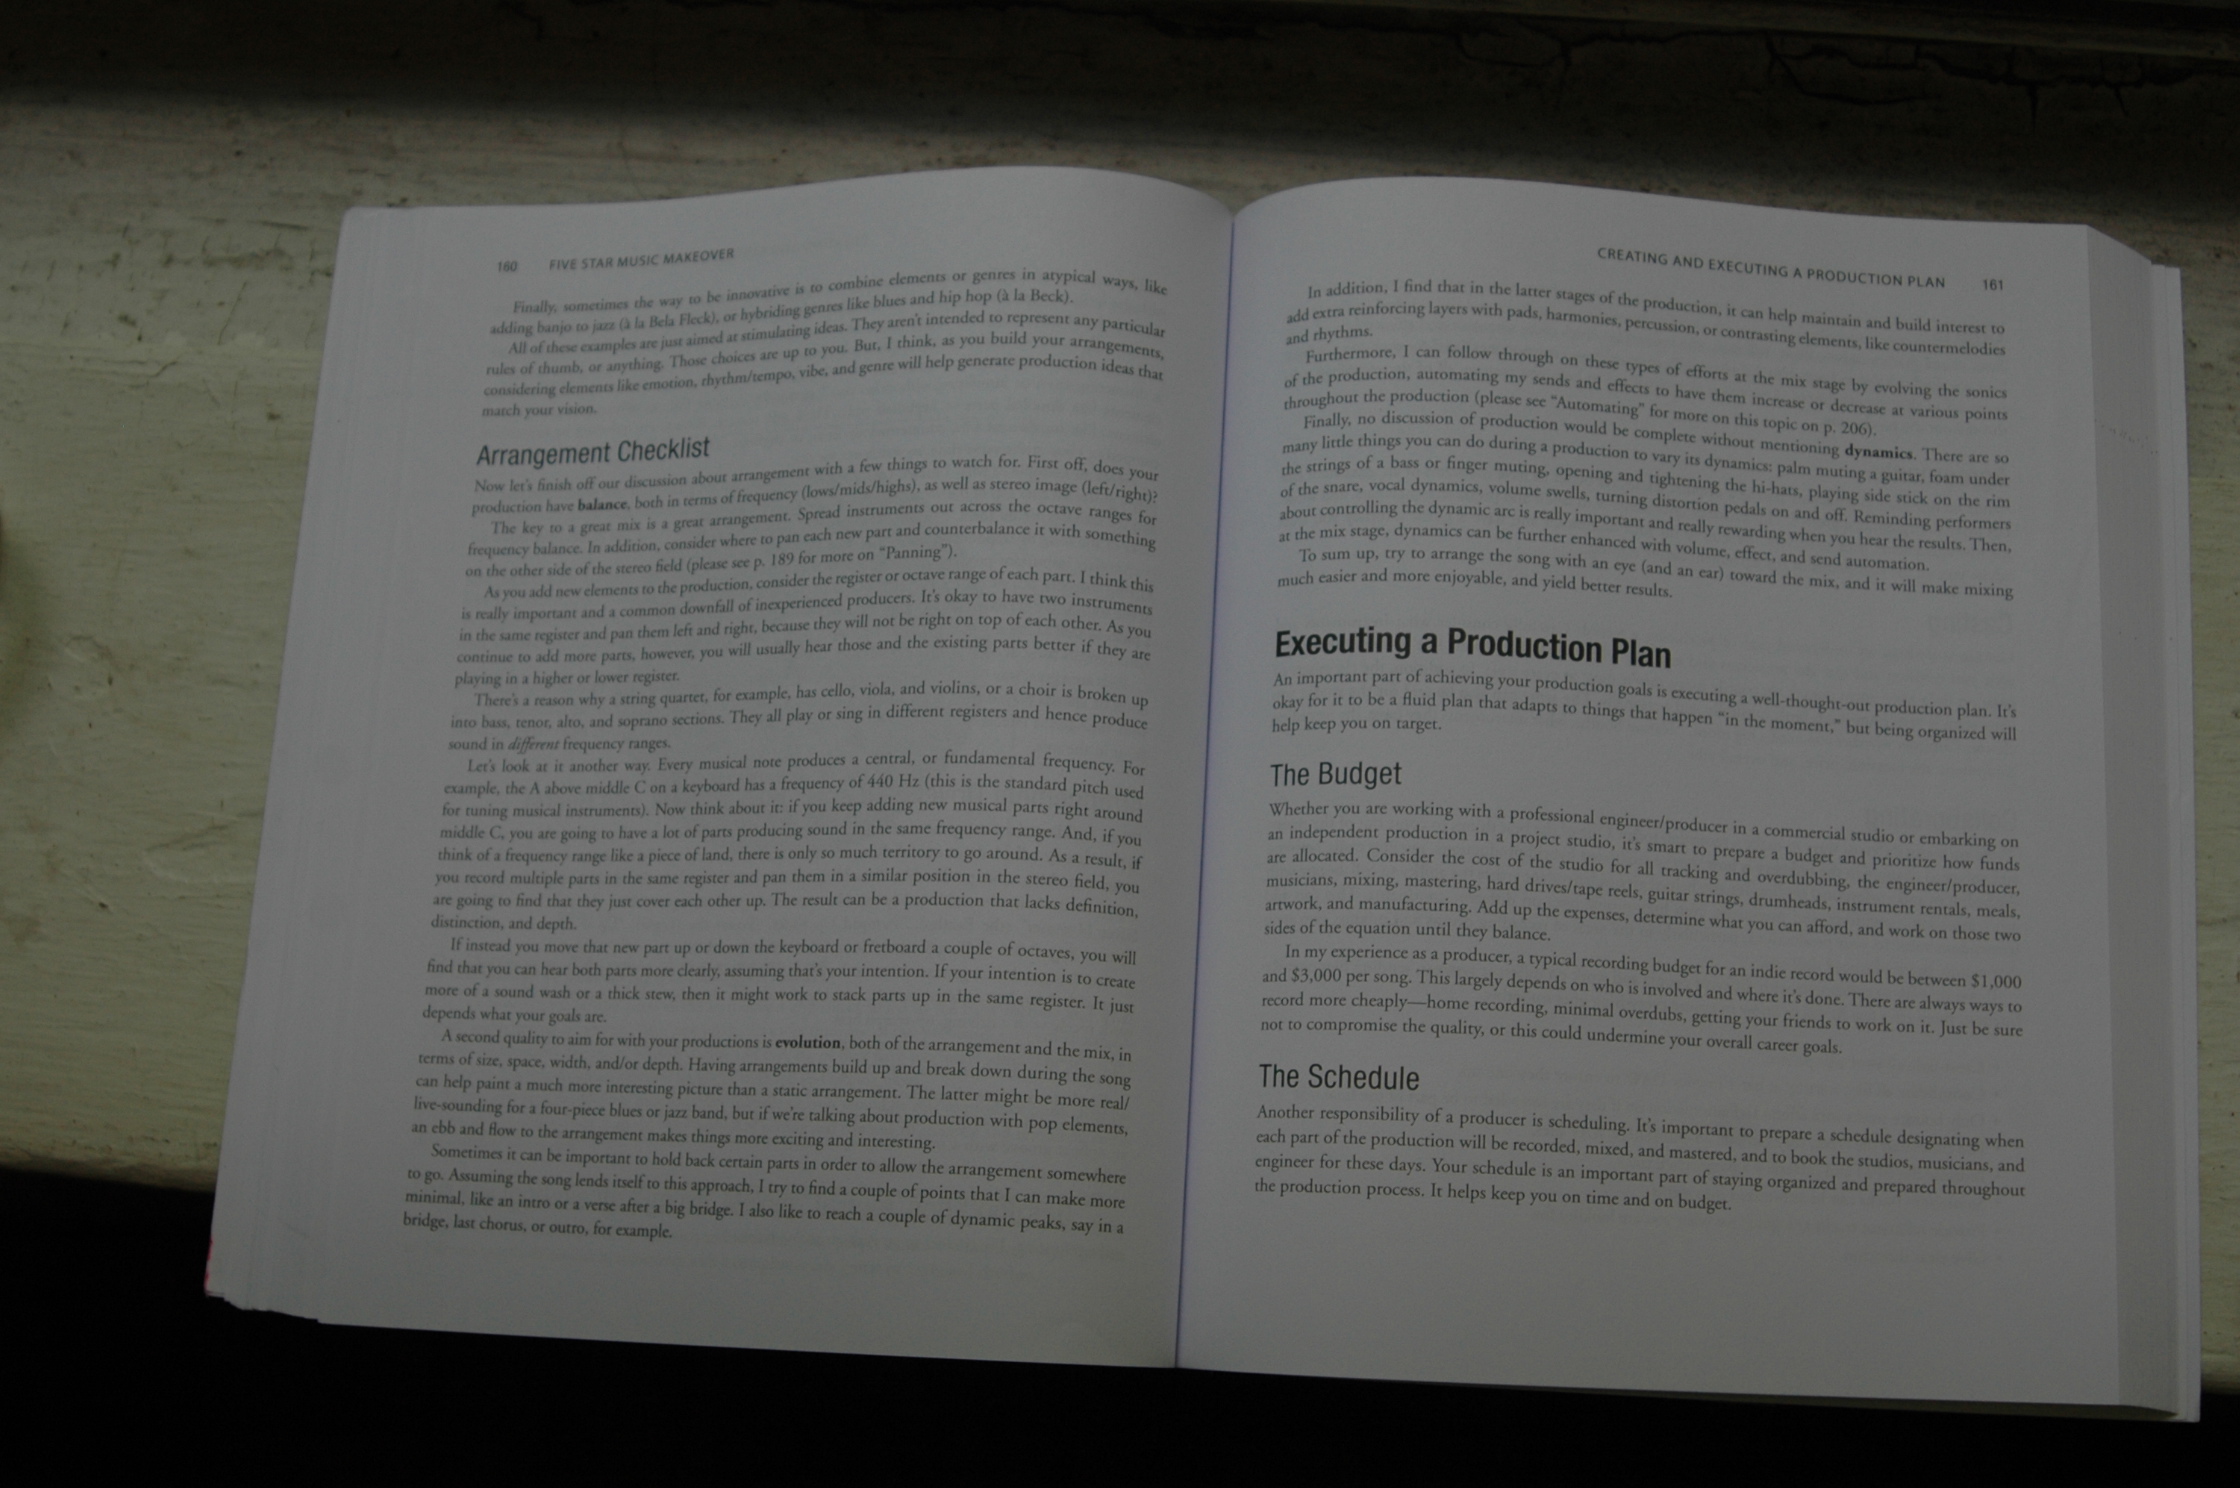 160 FIVE STAR MUSIC MAKEOVER
Finally, sometimes the way to be innovative is to combine elements or genres in atypical ways, like
adding banjo to jazz (à la Bela Fleck), or hybriding genres like blues and hip hop (à la Beck).
All of these examples are just aimed at stimulating ideas. They aren't intended to represent any particular
rules of thumb, or anything. Those choices are up to you. But, I think, as you build your arrangements,
considering elements like emotion, rhythm/tempo, vibe, and genre will help generate production ideas that
match your vision.
Arrangement Checklist
Now let's finish off our discussion about arrangement with a few things to watch for. First off, does your
production have balance, both in terms of frequency (lows/mids/highs), as well as stereo image (left/right)?
The key to a great mix is a great arrangement. Spread instruments out across the octave ranges for
frequency balance. In addition, consider where to pan each new part and counterbalance it with something
on the other side of the stereo field (please see p. 189 for more on "Panning").
As you add new elements to the production, consider the register or octave range of each part. I think this
is really important and a common downfall of inexperienced producers. It's okay to have two instruments
in the same register and pan them left and right, because they will not be right on top of each other. As you
continue to add more parts, however, you will usually hear those and the existing parts better if they are
playing in a higher or lower register.
There's a reason why a string quartet, for example, has cello, viola, and violins, or a choir is broken up
into bass, tenor, alto, and soprano sections. They all play or sing in different registers and hence produce
sound in different frequency ranges.
Let's look at it another way. Every musical note produces a central, or fundamental frequency. For
example, the A above middle C on a keyboard has a frequency of 440 Hz (this is the standard pitch used
for tuning musical instruments). Now think about it: if you keep adding new musical parts right around
middle C, you are going to have a lot of parts producing sound in the same frequency range. And, if you
think of a frequency range like a piece of land, there is only so much territory to go around. As a result, if
you record multiple parts in the same register and pan them in a similar position in the stereo field, you
are going to find that they just cover each other up. The result can be a production that lacks definition,
distinction, and depth.
If instead you move that new part up or down the keyboard or fretboard a couple of octaves, you will
find that you can hear both parts more clearly, assuming that's your intention. If your intention is to create
more of a sound wash or a thick stew, then it might work to stack parts up in the same register. It just
depends what your goals are.
A second quality to aim for with your productions is evolution, both of the arrangement and the mix, in
terms of size, space, width, and/or depth. Having arrangements build up and break down during the song
can help paint a much more interesting picture than a static arrangement. The latter might be more real/
live-sounding for a four-piece blues or jazz band, but if we're talking about production with pop elements,
an ebb and flow to the arrangement makes things more exciting and interesting.
Sometimes it can be important to hold back certain parts in order to allow the arrangement somewhere
to go. Assuming the song lends itself to this approach, I try to find a couple of points that I can make more
minimal, like an intro or a verse after a big bridge. I also like to reach a couple of dynamic peaks, say in a
bridge, last chorus, or outro, for example.
CREATING AND EXECUTING A PRODUCTION PLAN 161
In addition, I find that in the latter stages of the production, it can help maintain and build interest to
add extra reinforcing layers with pads, harmonies, percussion, or contrasting elements, like countermelodies
and rhythms.
Furthermore, I can follow through on these types of efforts at the mix stage by evolving the sonics
of the production, automating my sends and effects to have them increase or decrease at various points
throughout the production (please see "Automating" for more on this topic on p. 206).
Finally, no discussion of production would be complete without mentioning dynamics. There are so
many little things you can do during a production to vary its dynamics: palm muting a guitar, foam under
the strings of a bass or finger muting, opening and tightening the hi-hats, playing side stick on the rim
of the snare, vocal dynamics, volume swells, turning distortion pedals on and off. Reminding performers
about controlling the dynamic arc is really important and really rewarding when you hear the results. Then,
at the mix stage, dynamics can be further enhanced with volume, effect, and send automation.
To sum up, try to arrange the song with an eye (and an ear) toward the mix, and it will make mixing
much easier and more enjoyable, and yield better results.
Executing a Production Plan
An important part of achieving your production goals is executing a well-thought-out production plan. It's
okay for it to be a fluid plan that adapts to things that happen "in the moment," but being organized will
help keep you on target.
The Budget
Whether you are working with a professional engineer/producer in a commercial studio or embarking on
an independent production in a project studio, it's smart to prepare a budget and prioritize how funds
are allocated. Consider the cost of the studio for all tracking and overdubbing, the engineer/producer,
musicians, mixing, mastering, hard drives/tape reels, guitar strings, drumheads, instrument rentals, meals,
artwork, and manufacturing. Add up the expenses, determine what you can afford, and work on those two
sides of the equation until they balance.
In my experience as a producer, a typical recording budget for an indie record would be between $1,000
and $3,000 per song. This largely depends on who is involved and where it's done. There are always ways to
record more cheaply—home recording, minimal overdubs, getting your friends to work on it. Just be sure
not to compromise the quality, or this could undermine your overall career goals.
The Schedule
Another responsibility of a producer is scheduling. It's important to prepare a schedule designating when
each part of the production will be recorded, mixed, and mastered, and to book the studios, musicians, and
engineer for these days. Your schedule is an important part of staying organized and prepared throughout
the production process. It helps keep you on time and on budget.